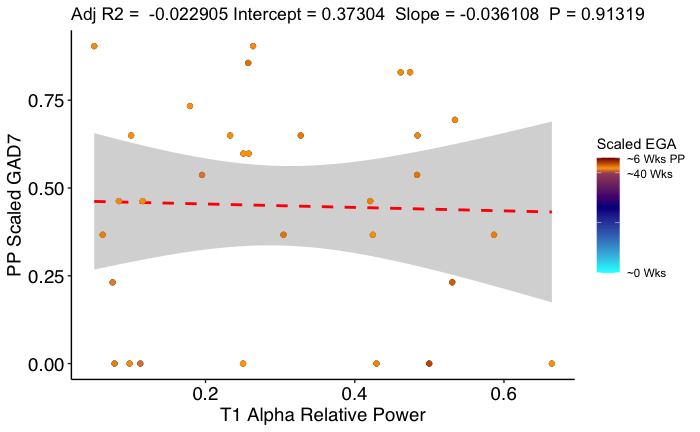 Adj R2 =  -0.022905 Intercept = 0.37304  Slope = -0.036108  P = 0.91319
PP Scaled GAD7
0.75
0.50
0.25
0.00
0.2
0.4
0.6
T1 Alpha Relative Power
Scaled EGA
~6 Wks PP
~40 Wks
~0 Wks